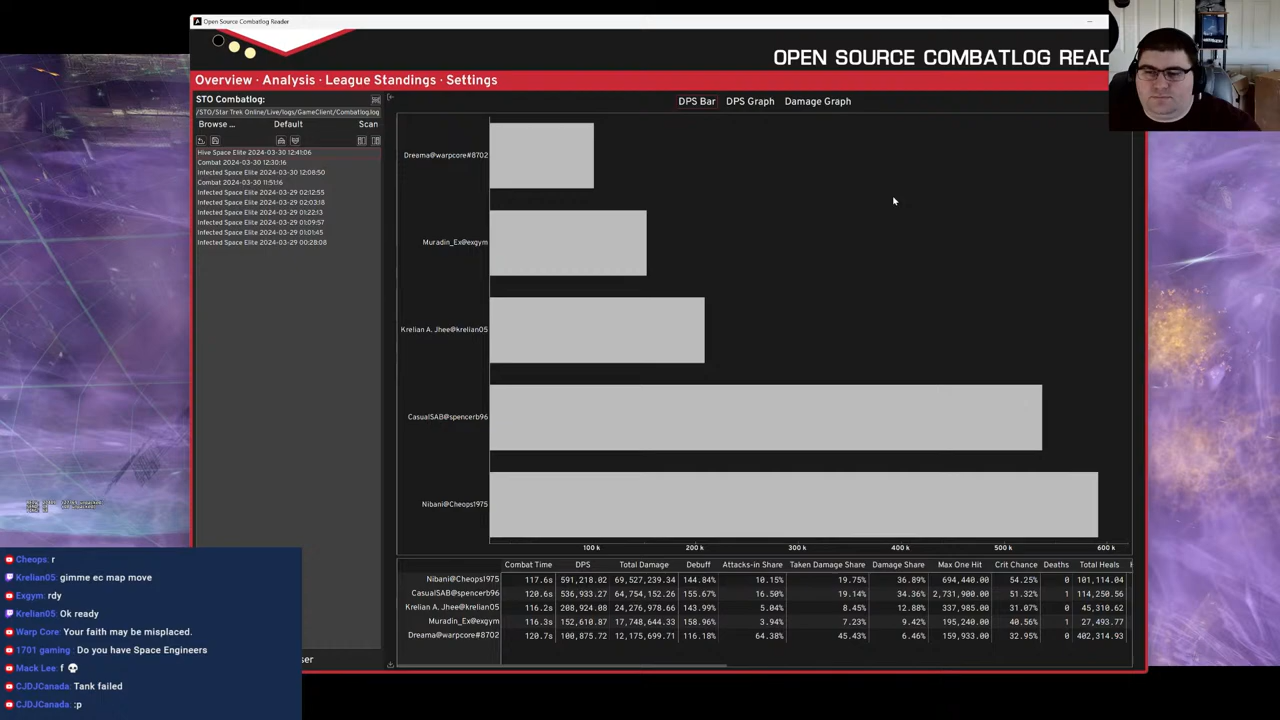 Open Source Combatlog Reader
OPEN SOURCE COMBATLOG READ
Overview · Analysis · League Standings · Settings
STO Combatlog:
/STO/Star Trek Online/Live/logs/GameClient/Combatlog.log
Browse ... Default Scan
Hive Space Elite 2024-03-30 12:41:06
Combat 2024-03-30 12:30:16
Infected Space Elite 2024-03-30 12:08:50
Combat 2024-03-30 11:51:16
Infected Space Elite 2024-03-29 02:12:55
Infected Space Elite 2024-03-29 02:03:18
Infected Space Elite 2024-03-29 01:22:13
Infected Space Elite 2024-03-29 01:09:57
Infected Space Elite 2024-03-29 01:01:45
Infected Space Elite 2024-03-29 00:28:08
DPS Bar DPS Graph Damage Graph
Dreama@warpcore#8702
Muradin_Ex@exgym
Krelian A. Jhee@krelian05
CasualSAB@spencerb96
Nibani@Cheops1975
100 k 200 k 300 k 400 k 500 k 600 k
Combat Time DPS Total Damage Debuff Attacks-in Share Taken Damage Share Damage Share Max One Hit Crit Chance Deaths Total Heals
Nibani@Cheops1975 117.6s 591,218.02 69,527,239.34 144.84% 10.15% 19.75% 36.89% 694,440.00 54.25% 0 101,114.04
CasualSAB@spencerb96 120.6s 536,933.27 64,754,152.26 155.67% 16.50% 19.14% 34.36% 2,731,900.00 51.32% 1 114,250.56
Krelian A. Jhee@krelian05 116.2s 208,924.08 24,276,978.66 143.99% 5.04% 8.45% 12.88% 337,985.00 31.07% 0 45,310.62
Muradin_Ex@exgym 116.3s 152,610.87 17,748,644.33 158.96% 3.94% 7.23% 9.42% 195,240.00 40.56% 1 27,493.77
Dreama@warpcore#8702 120.7s 100,875.72 12,175,699.71 116.18% 64.38% 45.43% 6.46% 159,933.00 32.95% 0 402,314.93
Cheops: r
Krelian05: gimme ec map move
Exgym: rdy
Krelian05: Ok ready
Warp Core: Your faith may be misplaced.
1701 gaming: Do you have Space Engineers
Mack Lee: f 💀
CJDJCanada: Tank failed
CJDJCanada: :p
ser